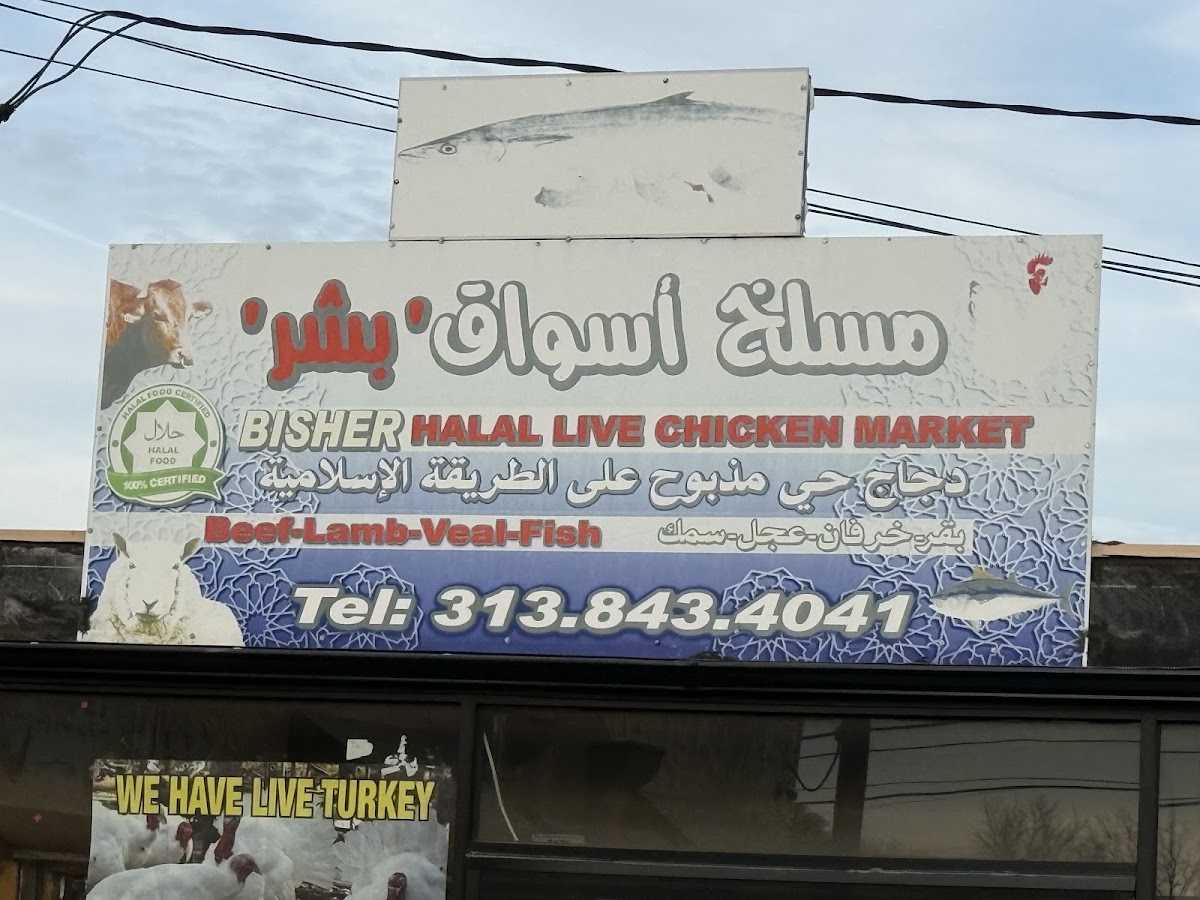 مسلخ أسواق 'بشر'
BISHER HALAL LIVE CHICKEN MARKET
HALAL FOOD CERTIFIED
حلال
HALAL
FOOD
100% CERTIFIED
دجاج حي مذبوح على الطريقة الإسلامية
Beef-Lamb-Veal-Fish بقر-خرفان-عجل-سمك
Tel: 313.843.4041
WE HAVE LIVE TURKEY